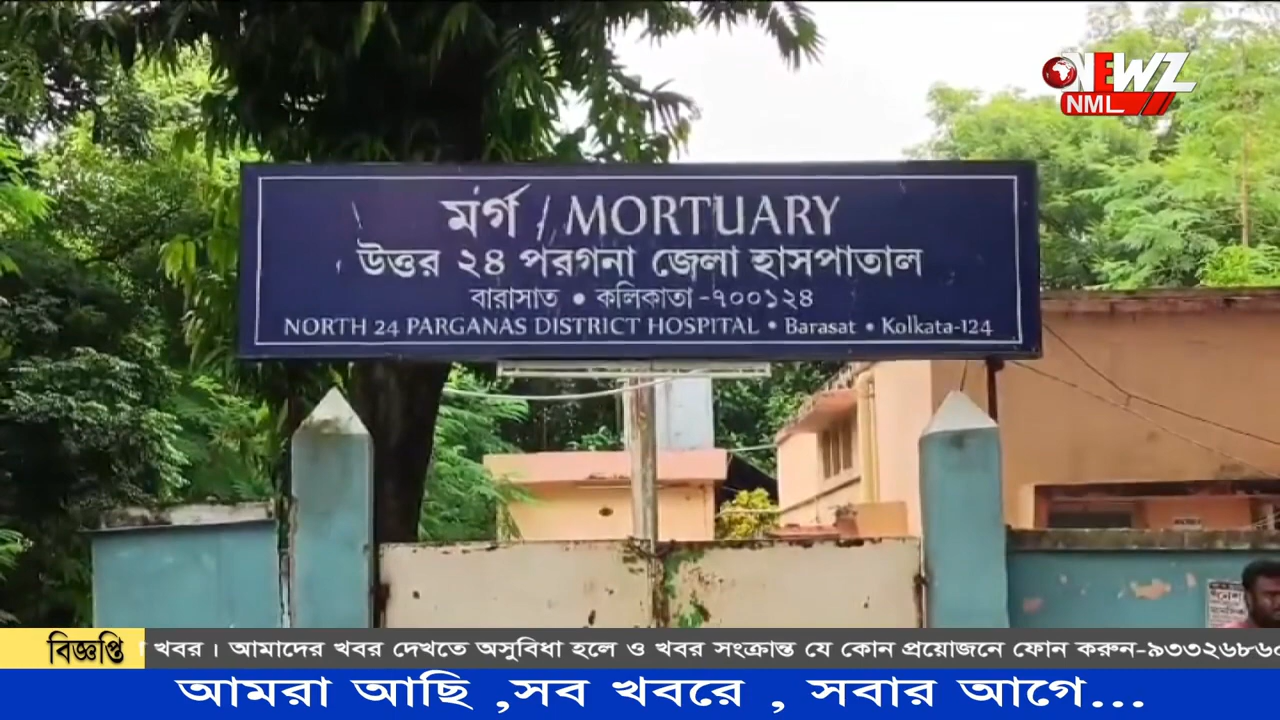 NEWZ
NML
মর্গ / MORTUARY
উত্তর ২৪ পরগনা জেলা হাসপাতাল
বারাসাত • কলিকাতা -৭০০১২৪
NORTH 24 PARGANAS DISTRICT HOSPITAL • Barasat • Kolkata-124
বিজ্ঞপ্তি
খবর । আমাদের খবর দেখতে অসুবিধা হলে ও খবর সংক্রান্ত যে কোন প্রয়োজনে ফোন করুন-৯৩৩২৬৮৬
আমরা আছি ,সব খবরে , সবার আগে...